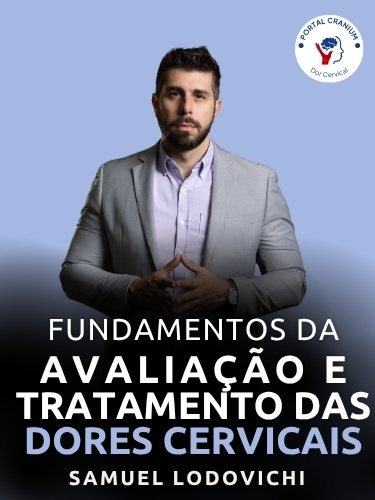 PORTAL CRANIUM
Dor Cervical
FUNDAMENTOS DA
AVALIAÇÃO E
TRATAMENTO DAS
DORES CERVICAIS
SAMUEL LODOVICHI